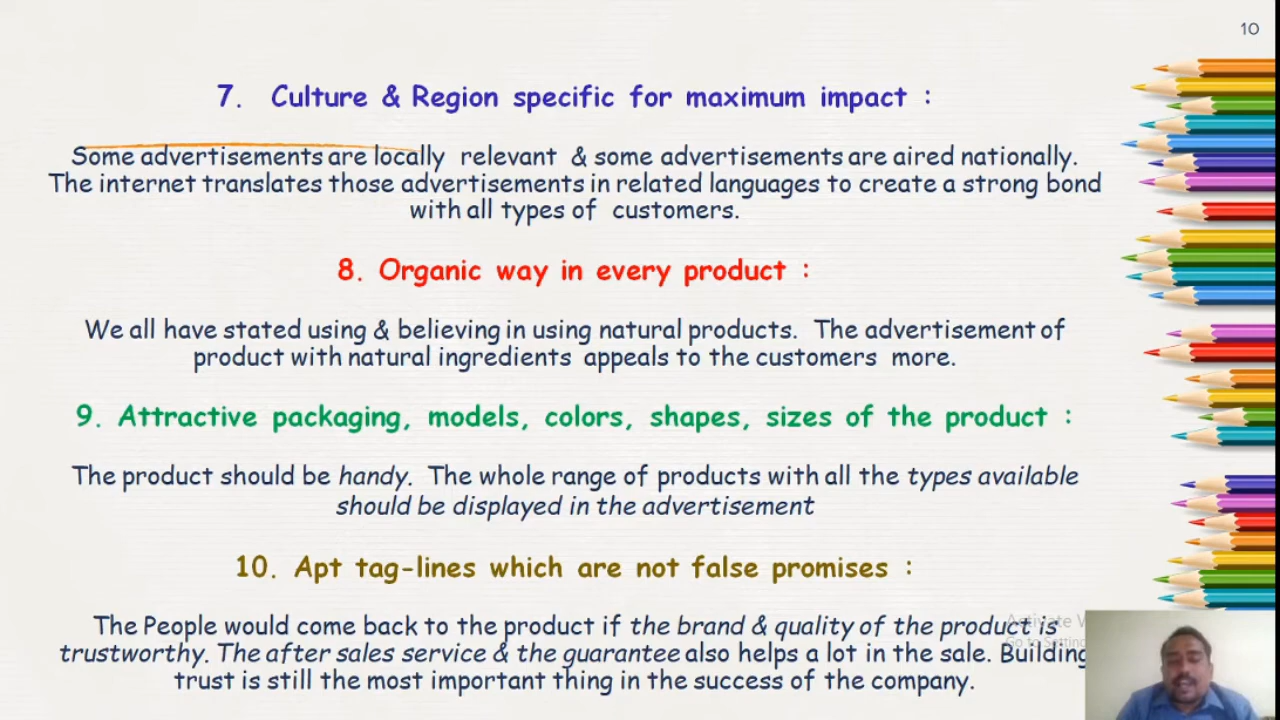 10
7. Culture & Region specific for maximum impact :
Some advertisements are locally relevant & some advertisements are aired nationally.
The internet translates those advertisements in related languages to create a strong bond
with all types of customers.
8. Organic way in every product :
We all have stated using & believing in using natural products. The advertisement of
product with natural ingredients appeals to the customers more.
9. Attractive packaging, models, colors, shapes, sizes of the product :
The product should be handy. The whole range of products with all the types available
should be displayed in the advertisement
10. Apt tag-lines which are not false promises :
The People would come back to the product if the brand & quality of the product is
trustworthy. The after sales service & the guarantee also helps a lot in the sale. Building
trust is still the most important thing in the success of the company.
Activate
Go to